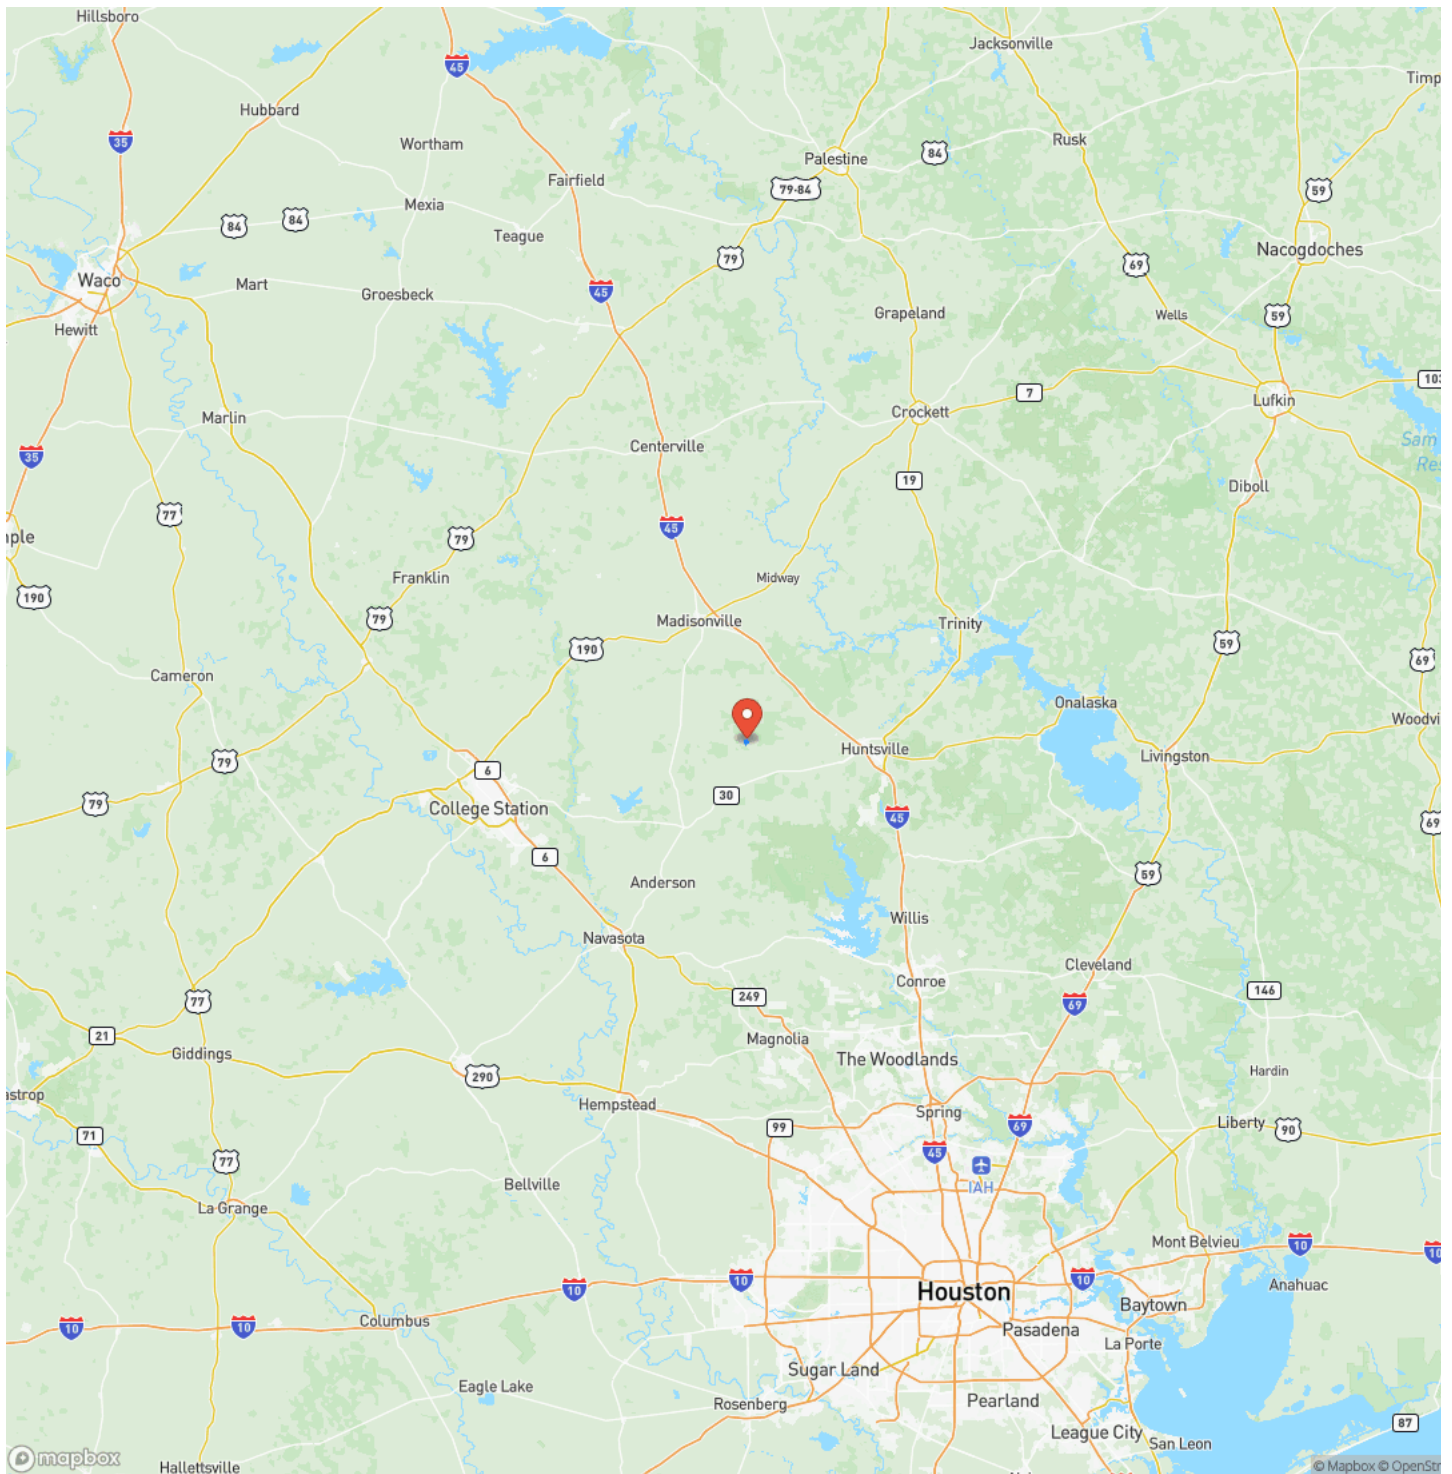 Hillsboro
Jacksonville
45
Timp
Hubbard
35
Wortham
Rusk
84
Palestine
Fairfield
79-84
59
Mexia
84
84
Teague
Nacogdoches
79
69
Waco
Mart
Groesbeck
45
Grapeland
Wells
59
Hewitt
103
7
Lufkin
Marlin
Crockett
Centerville
Sam
Res
35
19
Diboll
77
45
nple
79
Franklin
Midway
190
79
Madisonville
Trinity
190
59
69
Cameron
Onalaska
Woodvi
Huntsville
Livingston
79
6
30
79
College Station
45
69
6
59
Anderson
Willis
Navasota
Cleveland
Conroe
146
249
77
69
21
Magnolia
Giddings
The Woodlands
Hardin
290
astrop
Hempstead
Spring
Liberty
69
99
90
71
45
77
IAH
Bellville
La Grange
Mont Belvieu
10
10
10
10
10
Anahuac
Houston
Baytown
10
10
Columbus
Pasadena
La Porte
Sugar Land
Eagle Lake
Rosenberg
Pearland
87
League City
San Leon
mapbox
Hallettsville
© Mapbox © OpenStr